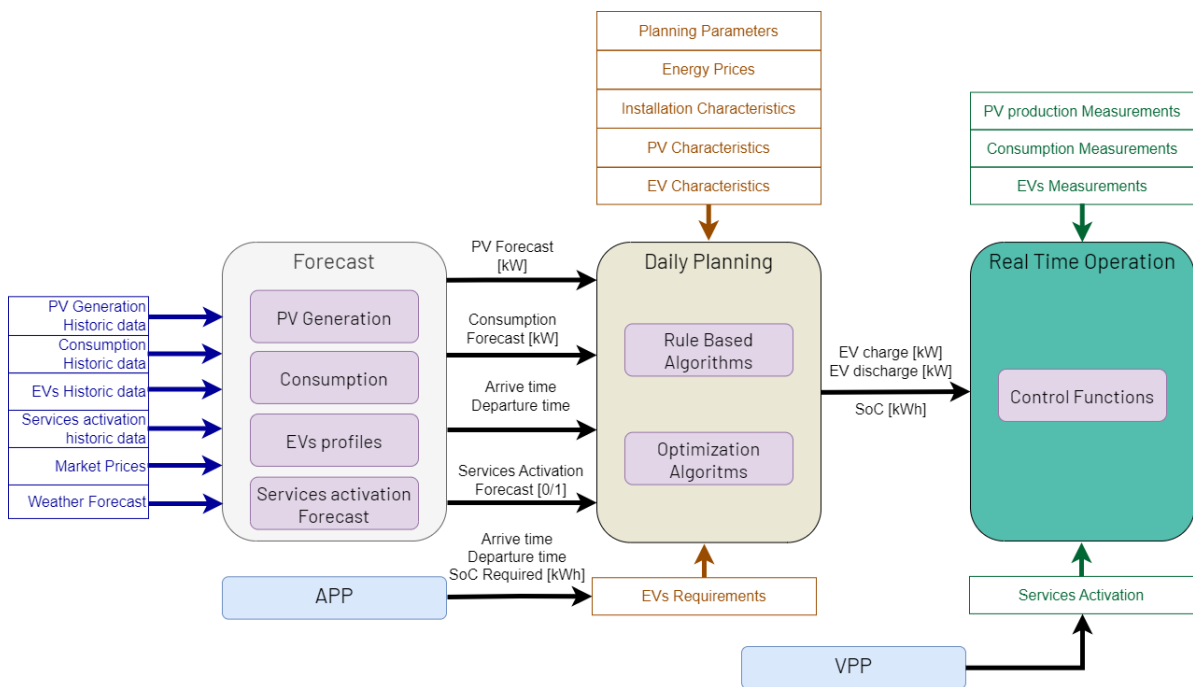 Planning Parameters
Energy Prices
Installation Characteristics
PV Characteristics
EV Characteristics
PV production Measurements
Consumption Measurements
EVs Measurements
PV Generation
Historic data
Consumption
Historic data
EVs Historic data
Services activation
historic data
Market Prices
Weather Forecast
Forecast
PV Generation
Consumption
EVs profiles
Services activation
Forecast
PV Forecast
[kW]
Consumption
Forecast [kW]
Arrive time
Departure time
Services Activation
Forecast [0/1]
Arrive time
Departure time
SoC Required [kWh]
APP
Daily Planning
Rule Based
Algorithms
Optimization
Algoritms
EVs Requirements
EV charge [kW]
EV discharge [kW]
SoC [kWh]
Real Time Operation
Control Functions
Services Activation
VPP